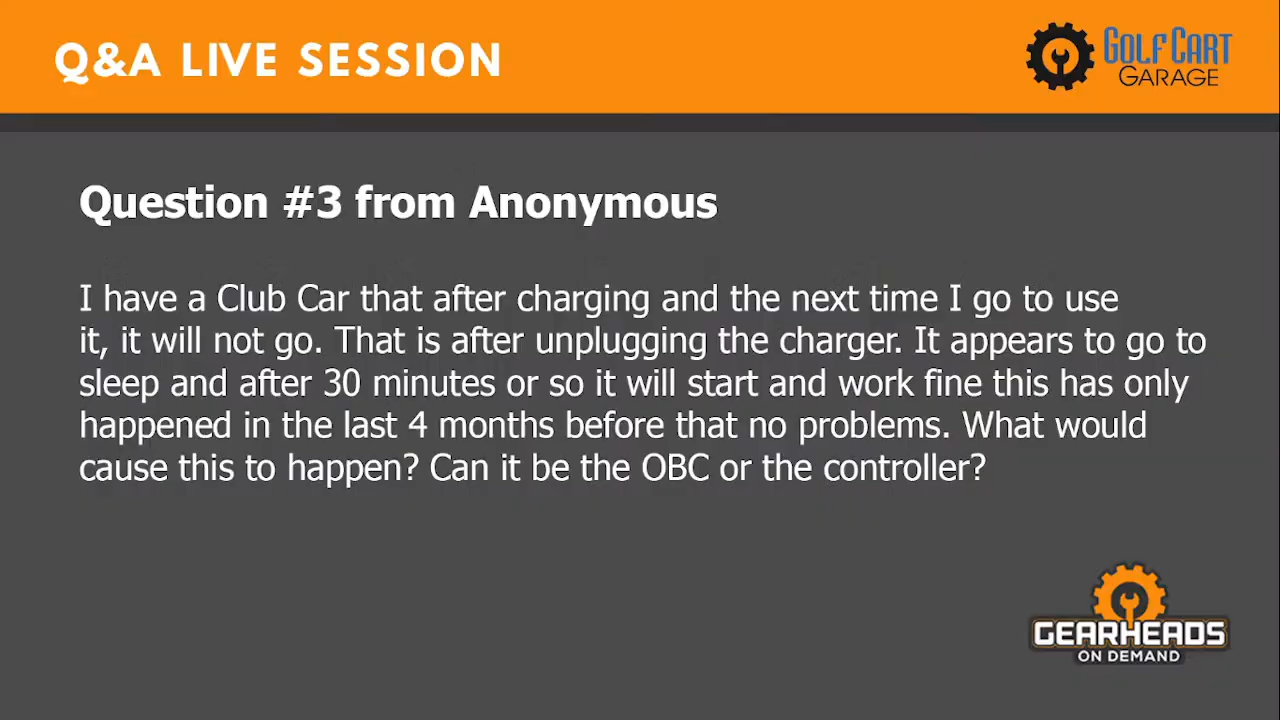 Q&A LIVE SESSION
GOLF CART
GARAGE
Question #3 from Anonymous
I have a Club Car that after charging and the next time I go to use
it, it will not go. That is after unplugging the charger. It appears to go to
sleep and after 30 minutes or so it will start and work fine this has only
happened in the last 4 months before that no problems. What would
cause this to happen? Can it be the OBC or the controller?
GEARHEADS
ON DEMAND